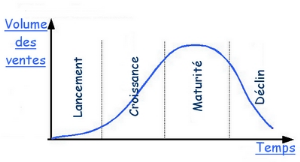 Volume
des
ventes
Lancement
Croissance
Maturité
Déclin
Temps